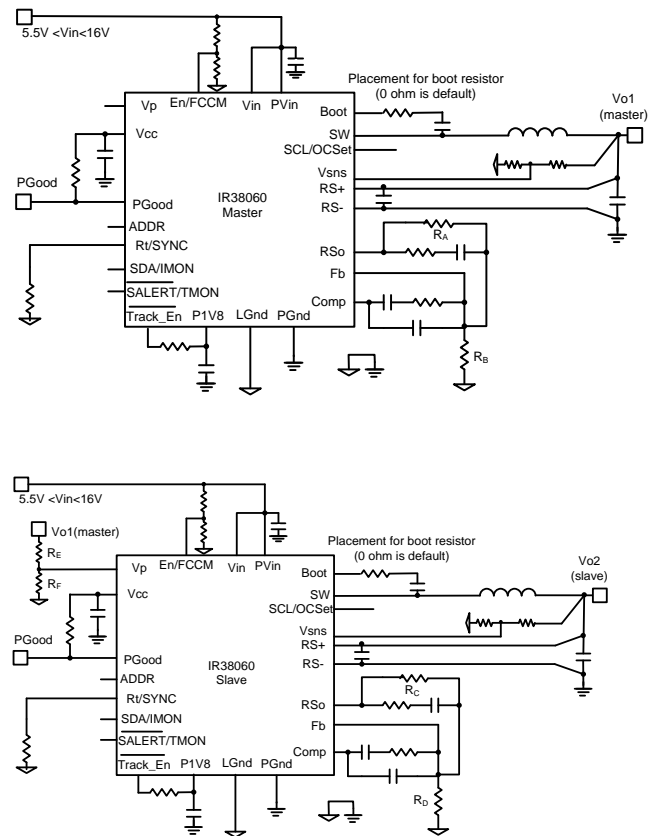 5.5V <Vin<16V
Placement for boot resistor
(0 ohm is default)
Vo1
(master)
En/FCCM Vin PVin
Vp
Boot
Vcc
SW
SCL/OCSet
Vsns
RS+
PGood
PGood
IR38060
Master
RS-
ADDR
Rt/SYNC
RA
RSo
SDA/IMON
Fb
SALERT/TMON
Comp
Track_En P1V8 LGnd PGnd
RB
5.5V <Vin<16V
Vo1(master)
Placement for boot resistor
(0 ohm is default)
Vo2
(slave)
RE
En/FCCM Vin PVin
Vp
Boot
RF
Vcc
SW
SCL/OCSet
Vsns
PGood
RS+
PGood
IR38060
Slave
RS-
ADDR
RC
Rt/SYNC
RSo
SDA/IMON
Fb
SALERT/TMON
Comp
Track_En P1V8 LGnd PGnd
RD